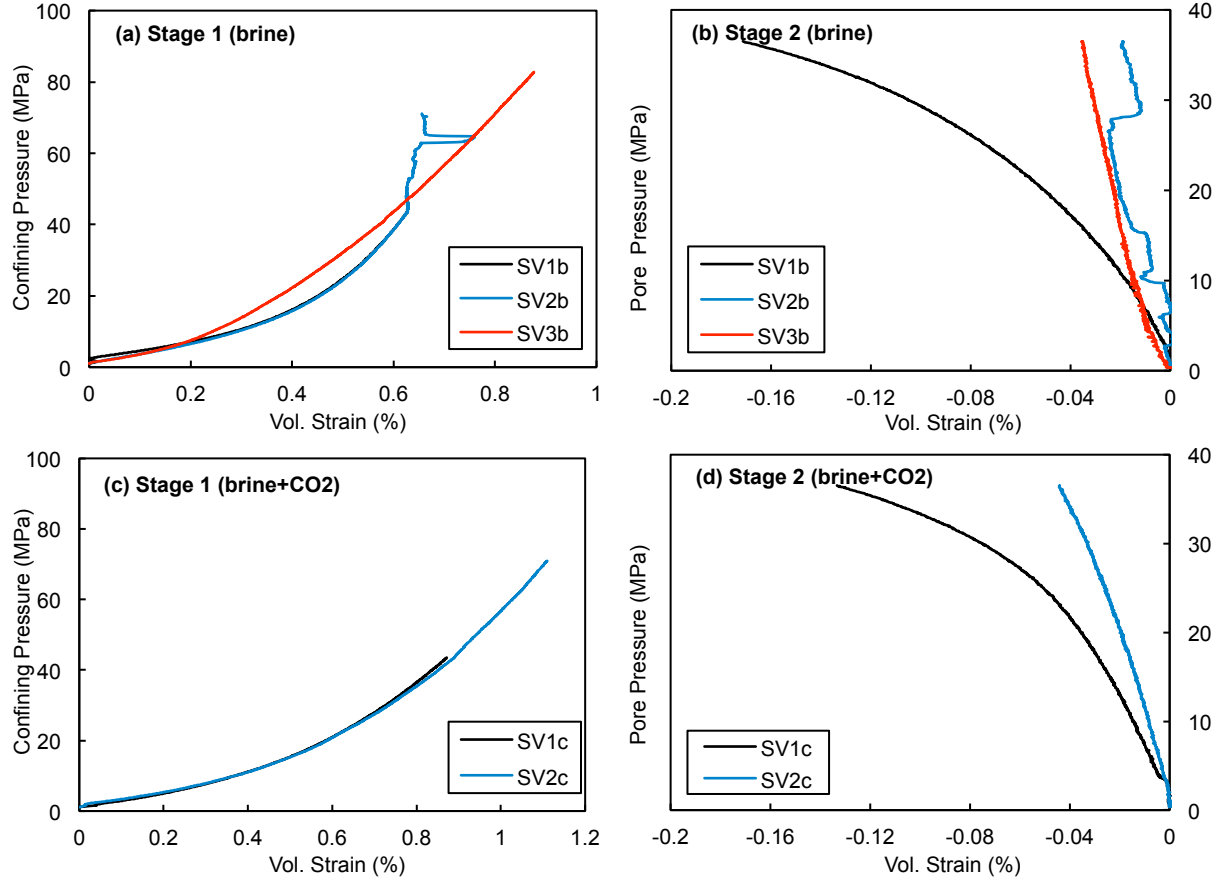 (a) Stage 1 (brine)
Confining Pressure (MPa)
100
80
60
40
20
0
0 0.2 0.4 0.6 0.8 1
Vol. Strain (%)
SV1b
SV2b
SV3b
(b) Stage 2 (brine)
Pore Pressure (MPa)
40
30
20
10
0
-0.2 -0.16 -0.12 -0.08 -0.04 0
Vol. Strain (%)
SV1b
SV2b
SV3b
(c) Stage 1 (brine+CO2)
Confining Pressure (MPa)
100
80
60
40
20
0
0 0.2 0.4 0.6 0.8 1 1.2
Vol. Strain (%)
SV1c
SV2c
(d) Stage 2 (brine+CO2)
Pore Pressure (MPa)
40
30
20
10
0
-0.2 -0.16 -0.12 -0.08 -0.04 0
Vol. Strain (%)
SV1c
SV2c